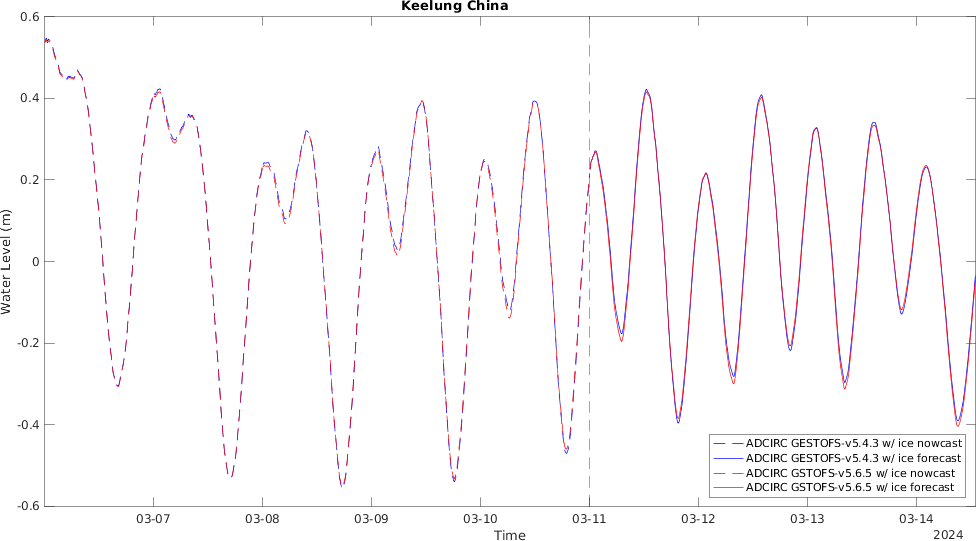 Keelung China
0.6
0.4
0.2
0
-0.2
-0.4
-0.6
Water Level (m)
03-07
03-08
03-09
03-10
03-11
03-12
03-13
03-14
Time
2024
ADCIRC GESTOFS-v5.4.3 w/ ice nowcast
ADCIRC GESTOFS-v5.4.3 w/ ice forecast
ADCIRC GSTOFS-v5.6.5 w/ ice nowcast
ADCIRC GSTOFS-v5.6.5 w/ ice forecast